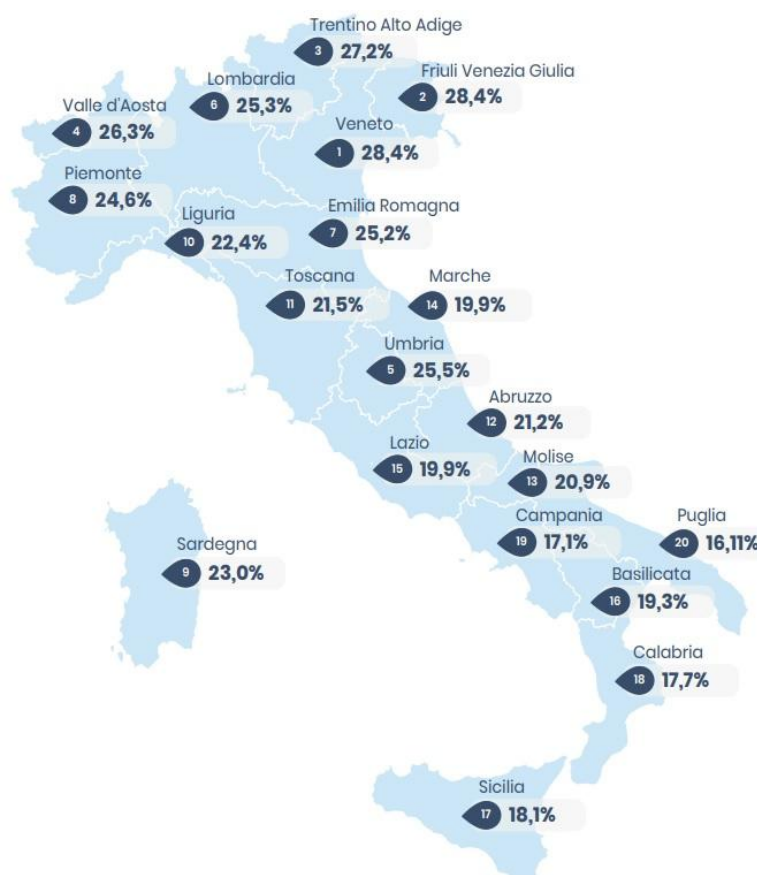 Trentino Alto Adige
3 27,2%
Friuli Venezia Giulia
2 28,4%
Lombardia
6 25,3%
Valle d'Aosta
4 26,3%
Veneto
1 28,4%
Piemonte
8 24,6%
Emilia Romagna
7 25,2%
Liguria
10 22,4%
Toscana
11 21,5%
Marche
14 19,9%
Umbria
5 25,5%
Abruzzo
12 21,2%
Lazio
15 19,9%
Molise
13 20,9%
Campania
19 17,1%
Puglia
20 16,11%
Sardegna
9 23,0%
Basilicata
16 19,3%
Calabria
18 17,7%
Sicilia
17 18,1%